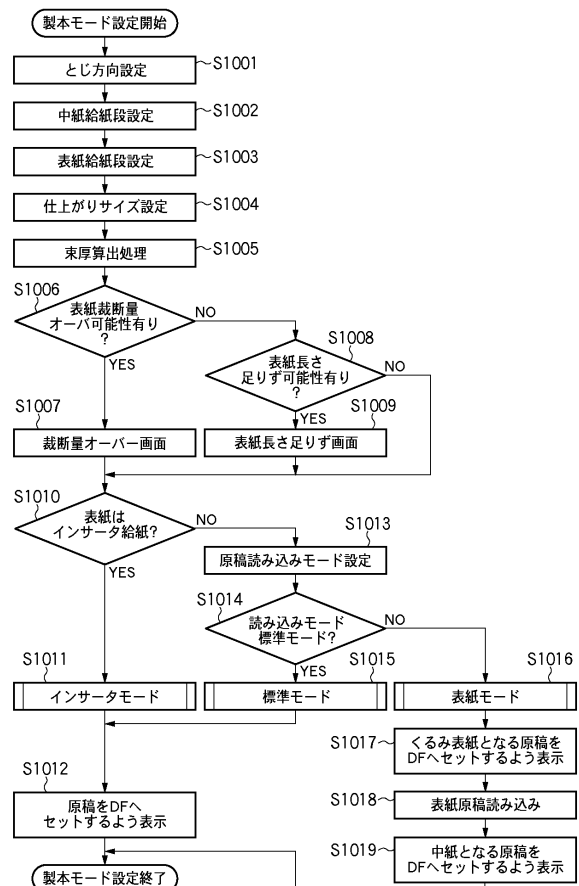 製本モード設定開始
とじ方向設定
S1001
中紙給紙段設定
S1002
表紙給紙段設定
S1003
仕上がりサイズ設定
S1004
束厚算出処理
S1005
S1006
表紙裁断量
オーバ可能性有り
?
NO
YES
S1008
表紙長さ
足りず可能性有り
?
NO
YES
S1007
裁断量オーバー画面
S1009
表紙長さ足りず画面
S1010
表紙は
インサータ給紙?
NO
YES
S1013
原稿読み込みモード設定
S1014
読み込みモード
標準モード?
NO
YES
S1011
インサータモード
S1015
標準モード
S1016
表紙モード
S1017
くるみ表紙となる原稿を
DFへセットするよう表示
S1012
原稿をDFへ
セットするよう表示
S1018
表紙原稿読み込み
S1019
中紙となる原稿を
DFへセットするよう表示
製本モード設定終了